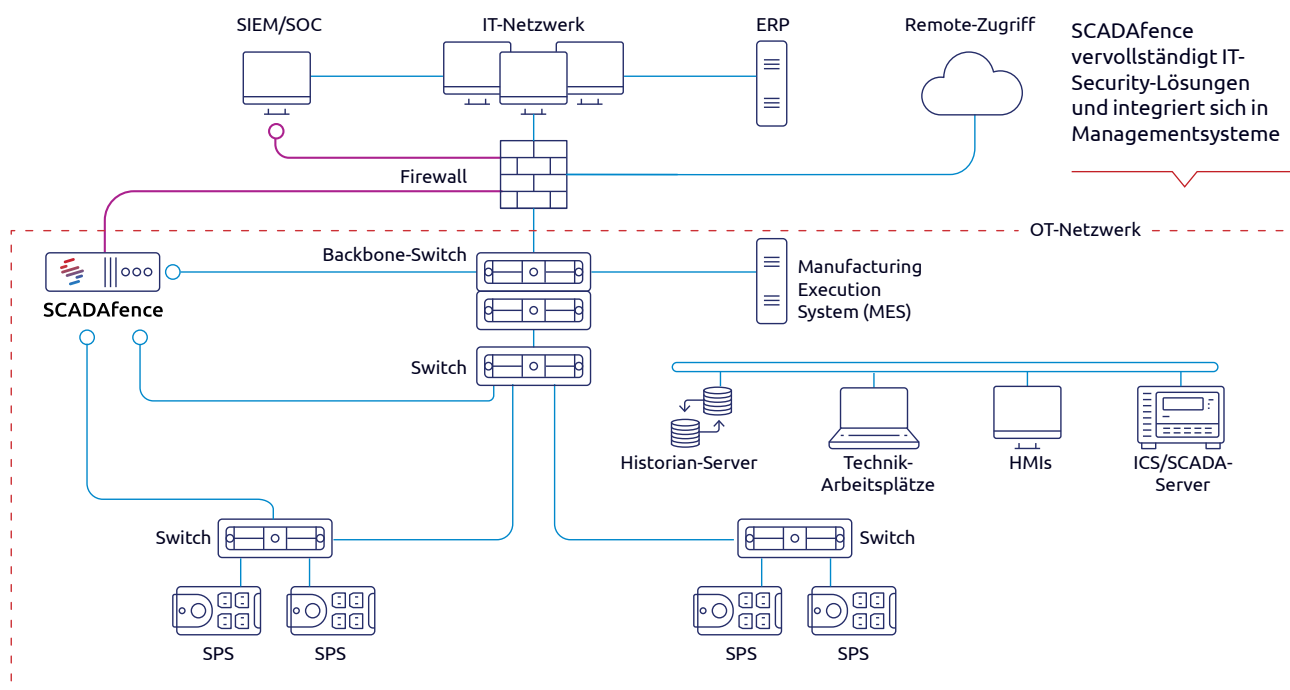 SIEM/SOC
IT-Netzwerk
ERP
Remote-Zugriff
SCADAfence
vervollständigt IT-
Security-Lösungen
und integriert sich in
Managementsysteme
Firewall
OT-Netzwerk
Backbone-Switch
SCADAfence
Manufacturing
Execution
System (MES)
Switch
Historian-Server
Technik-
Arbeitsplätze
HMIs
ICS/SCADA-
Server
Switch
Switch
SPS
SPS
SPS
SPS